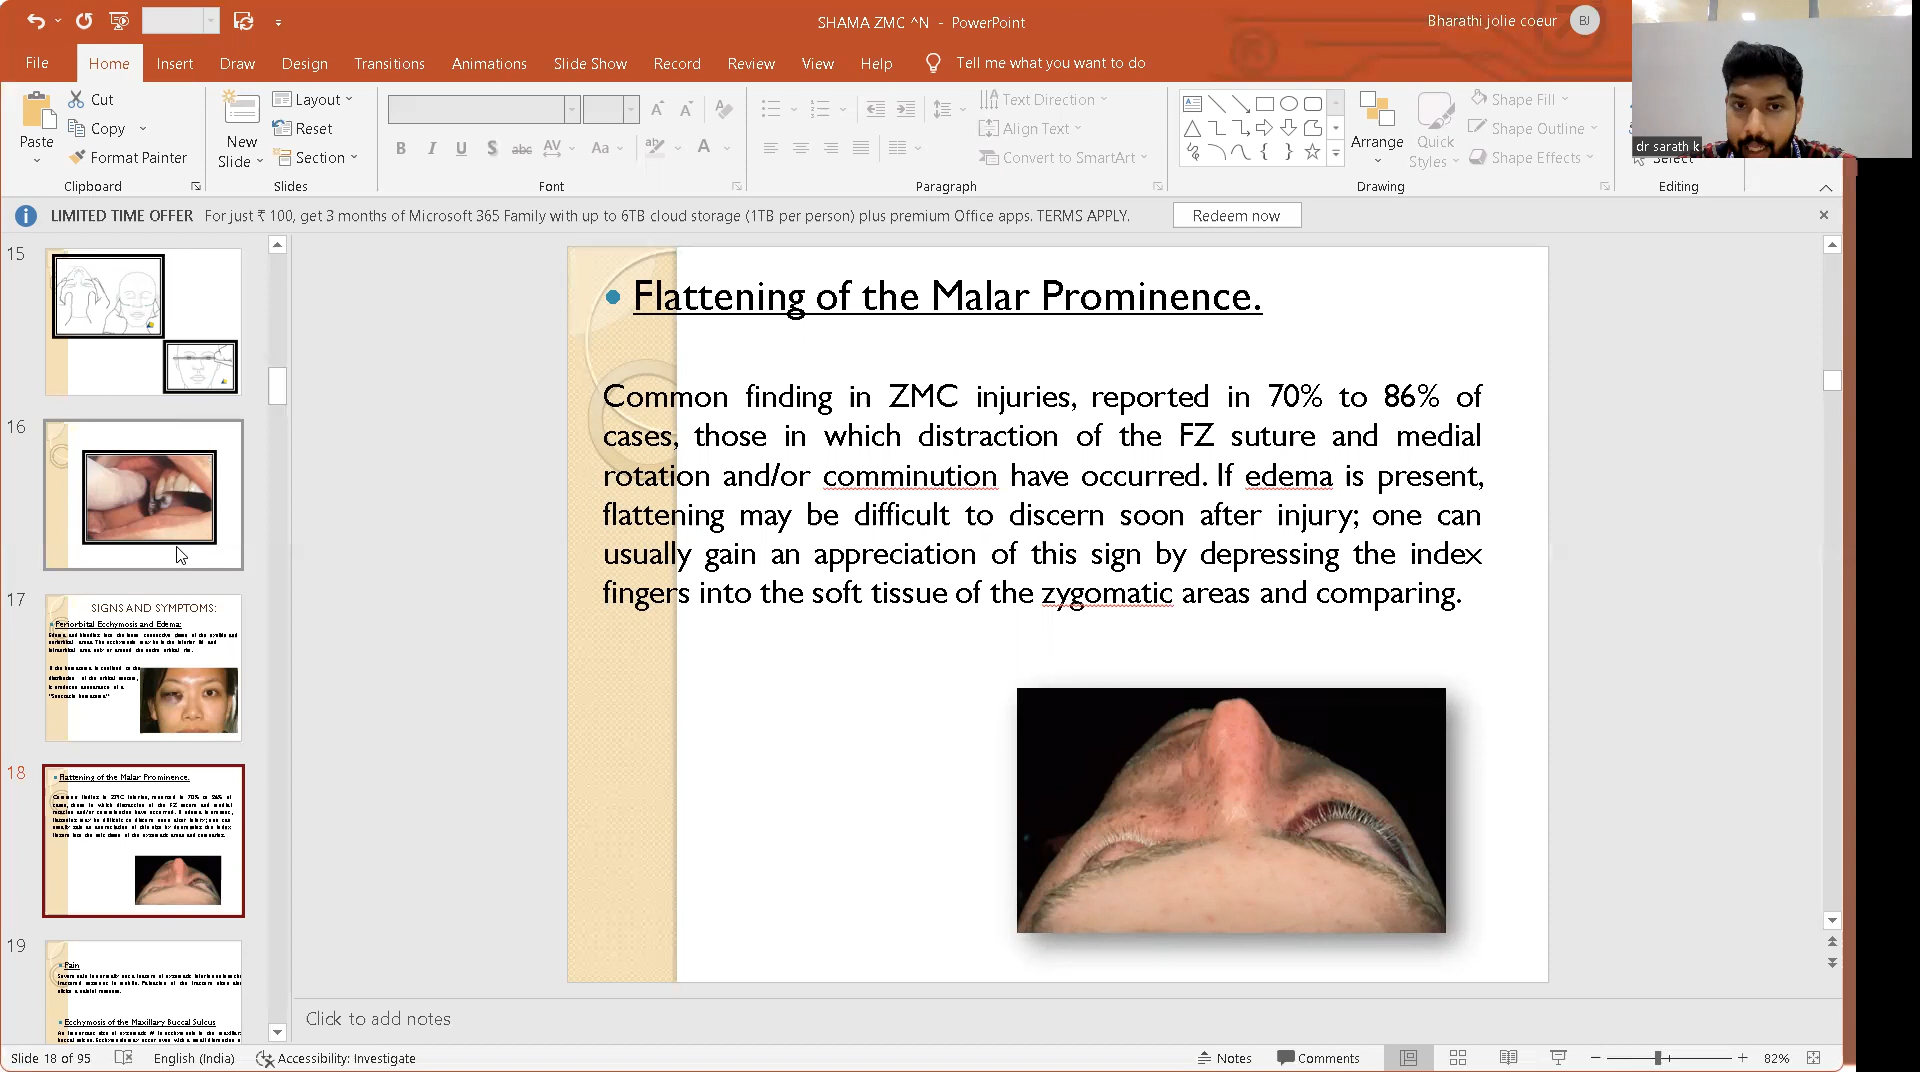 SHAMA ZMC ^N - PowerPoint
Bharathi jolie coeur
BJ
File
Home
Insert
Draw
Design
Transitions
Animations
Slide Show
Record
Review
View
Help
Tell me what you want to do
dr sarath k
Paste
Cut
Copy
Format Painter
Clipboard
New
Slide
Layout
Reset
Section
Slides
B I U S abc AV Aa ab A
Font
Text Direction
Align Text
Convert to SmartArt
Paragraph
Arrange
Quick
Styles
Shape Fill
Shape Outline
Shape Effects
Drawing
Select
Editing
LIMITED TIME OFFER For just ₹ 100, get 3 months of Microsoft 365 Family with up to 6TB cloud storage (1TB per person) plus premium Office apps. TERMS APPLY.
Redeem now
15
16
17
SIGNS AND SYMPTOMS:
Periorbital Ecchymosis and Edema:
18
Flattening of the Malar Prominence.
19
Pain
Ecchymosis of the Maxillary Buccal Sulcus
Flattening of the Malar Prominence.
Common finding in ZMC injuries, reported in 70% to 86% of
cases, those in which distraction of the FZ suture and medial
rotation and/or comminution have occurred. If edema is present,
flattening may be difficult to discern soon after injury; one can
usually gain an appreciation of this sign by depressing the index
fingers into the soft tissue of the zygomatic areas and comparing.
Click to add notes
Slide 18 of 95
English (India)
Accessibility: Investigate
Notes
Comments
82%